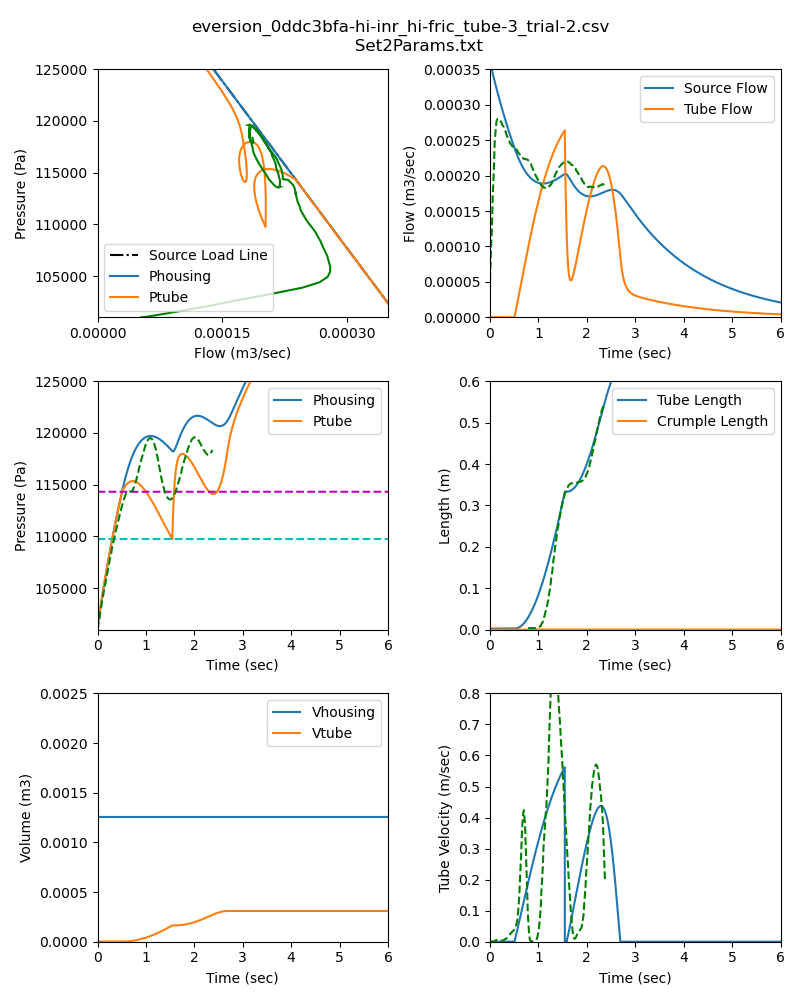 eversion_0ddc3bfa-hi-inr_hi-fric_tube-3_trial-2.csv
Set2Params.txt
125000
120000
115000
110000
105000
Pressure (Pa)
Source Load Line
Phousing
Ptube
0.00000
0.00015
0.00030
Flow (m3/sec)
0.00035
0.00030
0.00025
0.00020
0.00015
0.00010
0.00005
0.00000
Flow (m3/sec)
Source Flow
Tube Flow
0 1 2 3 4 5 6
Time (sec)
125000
120000
115000
110000
105000
Pressure (Pa)
Phousing
Ptube
0 1 2 3 4 5 6
Time (sec)
0.6
0.5
0.4
0.3
0.2
0.1
0.0
Length (m)
Tube Length
Crumple Length
0 1 2 3 4 5 6
Time (sec)
0.0025
0.0020
0.0015
0.0010
0.0005
0.0000
Volume (m3)
Vhousing
Vtube
0 1 2 3 4 5 6
Time (sec)
0.8
0.7
0.6
0.5
0.4
0.3
0.2
0.1
0.0
Tube Velocity (m/sec)
0 1 2 3 4 5 6
Time (sec)